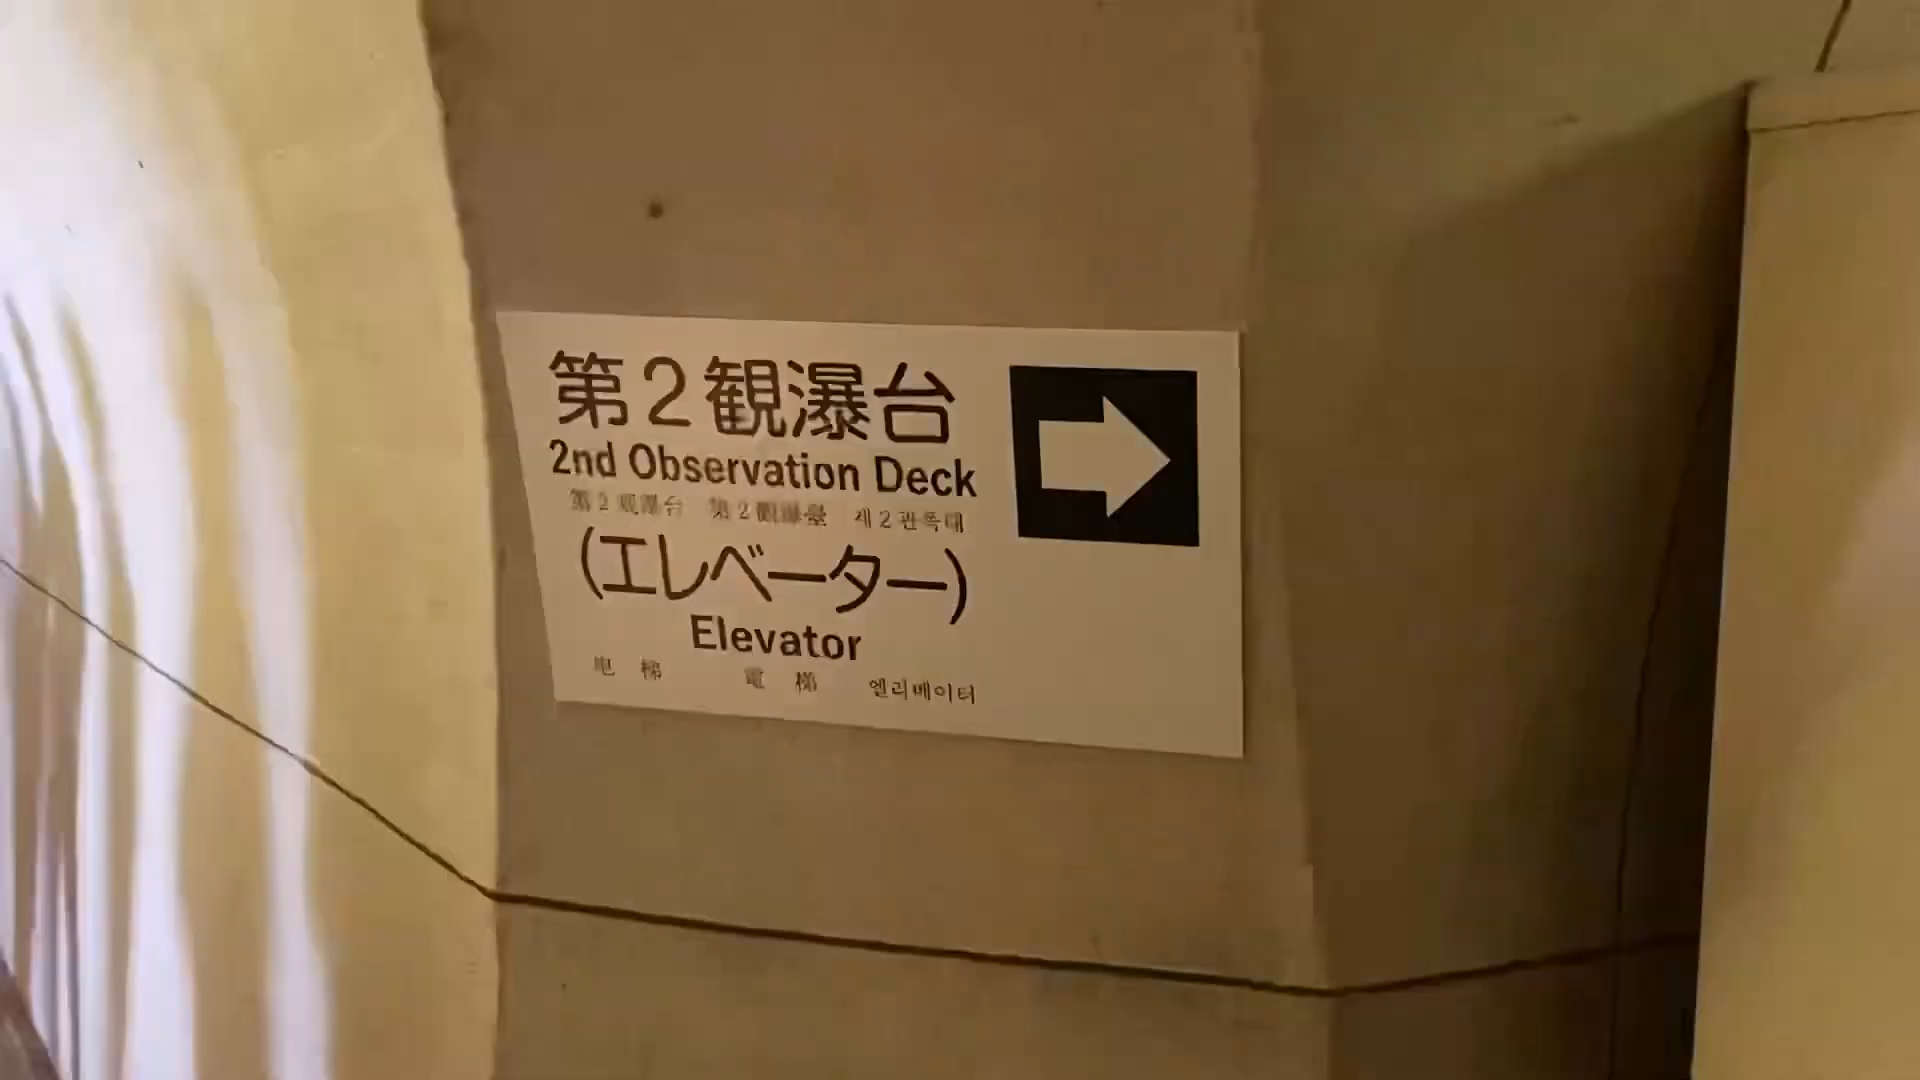 第2観瀑台
2nd Observation Deck
第2观瀑台 第2觀瀑臺 제2관폭대
(エレベーター)
Elevator
电梯 電梯 엘리베이터